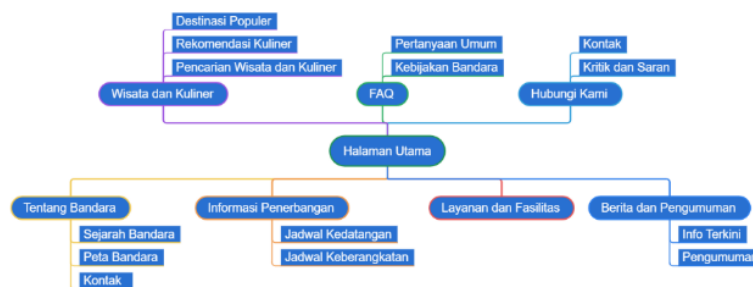 Destinasi Populer
Rekomendasi Kuliner
Pencarian Wisata dan Kuliner
Wisata dan Kuliner
Pertanyaan Umum
Kebijakan Bandara
FAQ
Kontak
Kritik dan Saran
Hubungi Kami
Halaman Utama
Tentang Bandara
Sejarah Bandara
Peta Bandara
Kontak
Informasi Penerbangan
Jadwal Kedatangan
Jadwal Keberangkatan
Layanan dan Fasilitas
Berita dan Pengumuman
Info Terkini
Pengumuman